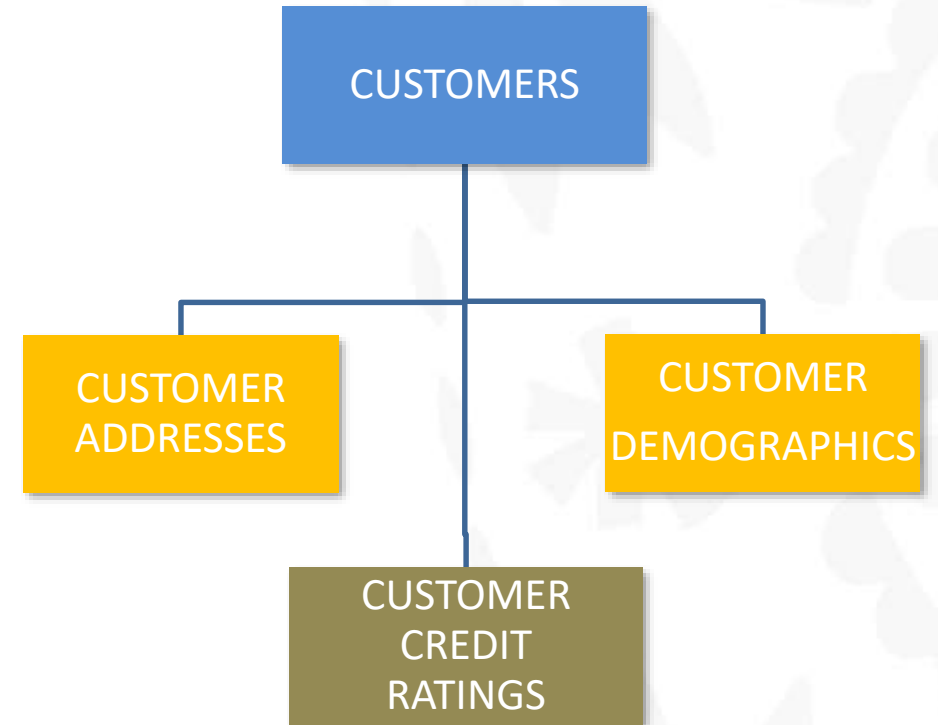 CUSTOMERS
CUSTOMER
ADDRESSES
CUSTOMER
DEMOGRAPHICS
CUSTOMER
CREDIT
RATINGS